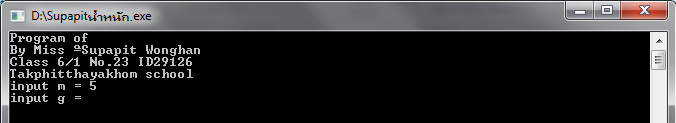 D:\Supapitน้ำหนัก.exe
Program of
By Miss ªSupapit Wonghan
Class 6/1 No.23 ID29126
Takphitthayakhom school
input m = 5
input g =